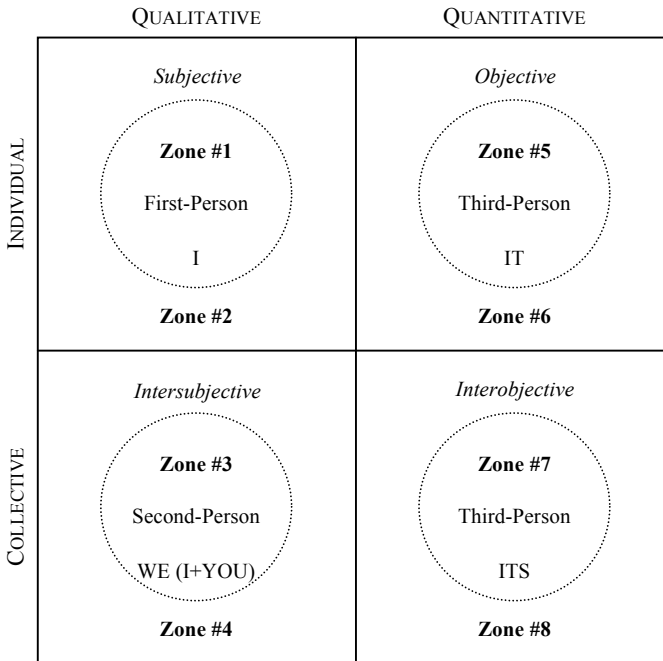 QUALITATIVE
QUANTITATIVE
INDIVIDUAL
Subjective
Zone #1
First-Person
I
Zone #2
Objective
Zone #5
Third-Person
IT
Zone #6
COLLECTIVE
Intersubjective
Zone #3
Second-Person
WE (I+YOU)
Zone #4
Interobjective
Zone #7
Third-Person
ITS
Zone #8